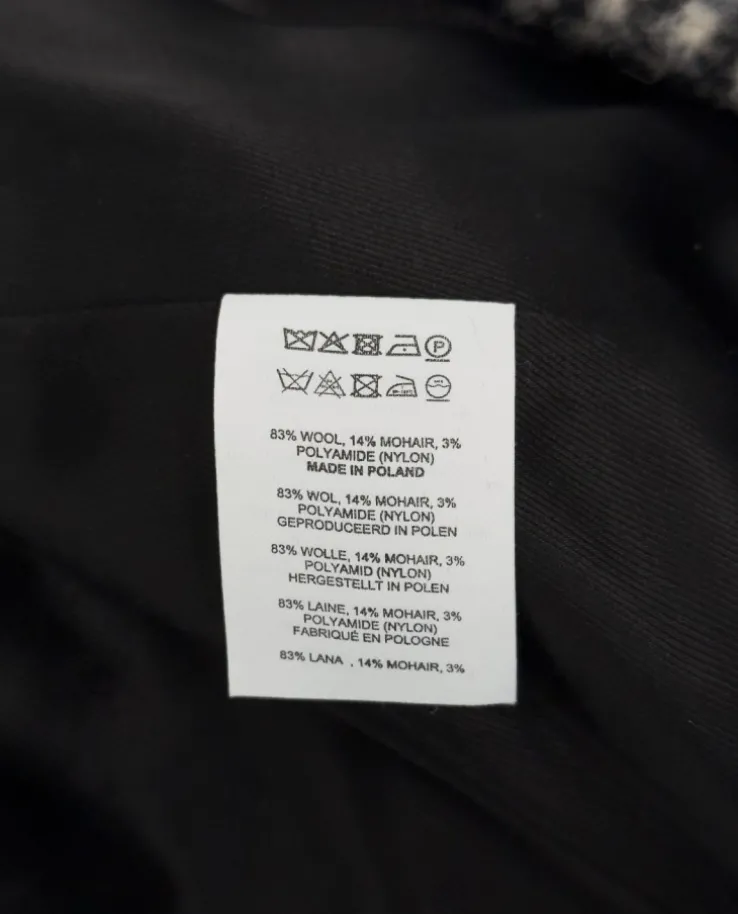 P
83% WOOL, 14% MOHAIR, 3%
POLYAMIDE (NYLON)
MADE IN POLAND
83% WOL, 14% MOHAIR, 3%
POLYAMIDE (NYLON)
GEPRODUCEERD IN POLEN
83% WOLLE, 14% MOHAIR, 3%
POLYAMID (NYLON)
HERGESTELLT IN POLEN
83% LAINE, 14% MOHAIR, 3%
POLYAMIDE (NYLON)
FABRIQUÉ EN POLOGNE
83% LANA , 14% MOHAIR, 3%